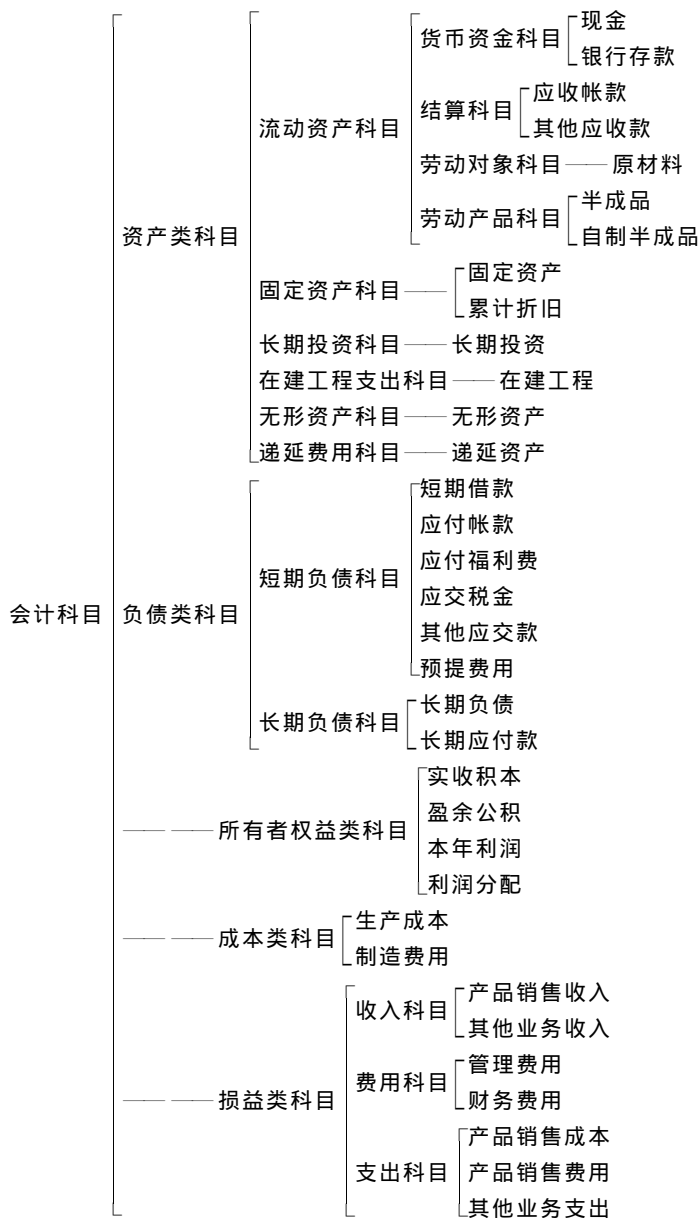 现金
货币资金科目
银行存款
应收帐款
结算科目
其他应收款
流动资产科目
劳动对象科目——原材料
半成品
劳动产品科目
自制半成品
资产类科目
固定资产
固定资产科目——
累计折旧
长期投资科目——长期投资
在建工程支出科目——在建工程
无形资产科目——无形资产
递延费用科目——递延资产
短期借款
应付帐款
应付福利费
短期负债科目
应交税金
会计科目
负债类科目
其他应交款
预提费用
长期负债
长期负债科目
长期应付款
实收积本
盈余公积
—— ——所有者权益类科目
本年利润
利润分配
生产成本
—— ——成本类科目
制造费用
产品销售收入
收入科目
其他业务收入
管理费用
费用科目
—— ——损益类科目
财务费用
产品销售成本
支出科目
产品销售费用
其他业务支出